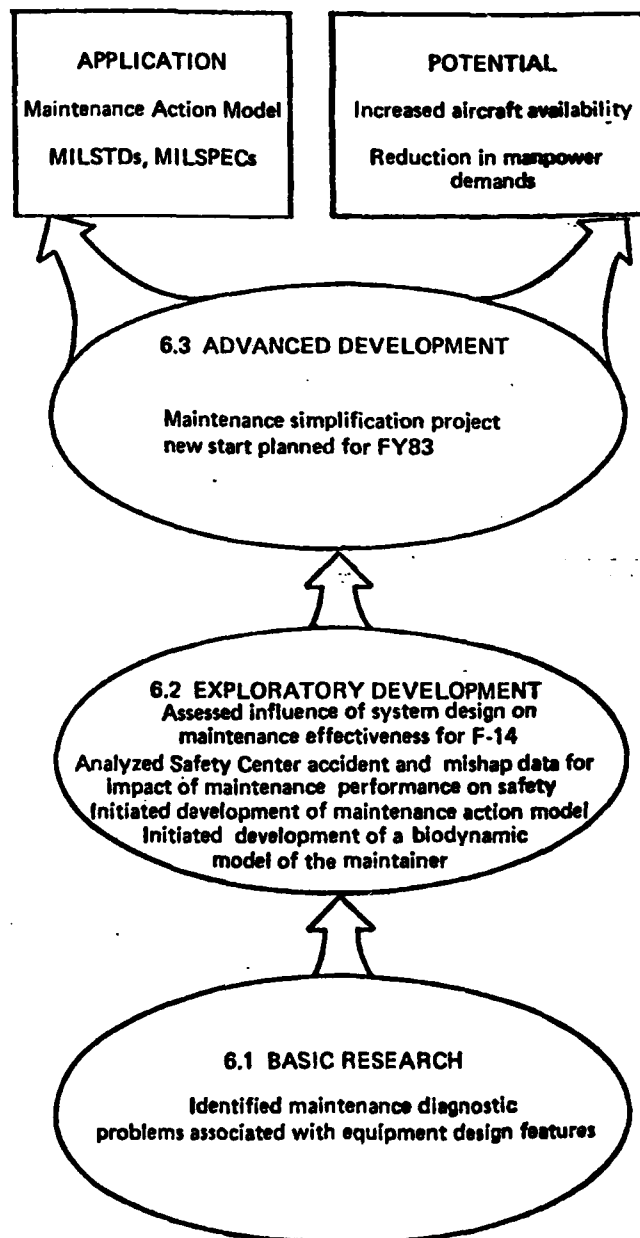 APPLICATION
Maintenance Action Model
MILSTDs, MILSPECs
POTENTIAL
Increased aircraft availability
Reduction in manpower
demands
6.3 ADVANCED DEVELOPMENT
Maintenance simplification project
new start planned for FY83
6.2 EXPLORATORY DEVELOPMENT
Assessed influence of system design on
maintenance effectiveness for F-14
Analyzed Safety Center accident and mishap data for
impact of maintenance performance on safety
Initiated development of maintenance action model
Initiated development of a biodynamic
model of the maintainer
6.1 BASIC RESEARCH
Identified maintenance diagnostic
problems associated with equipment design features